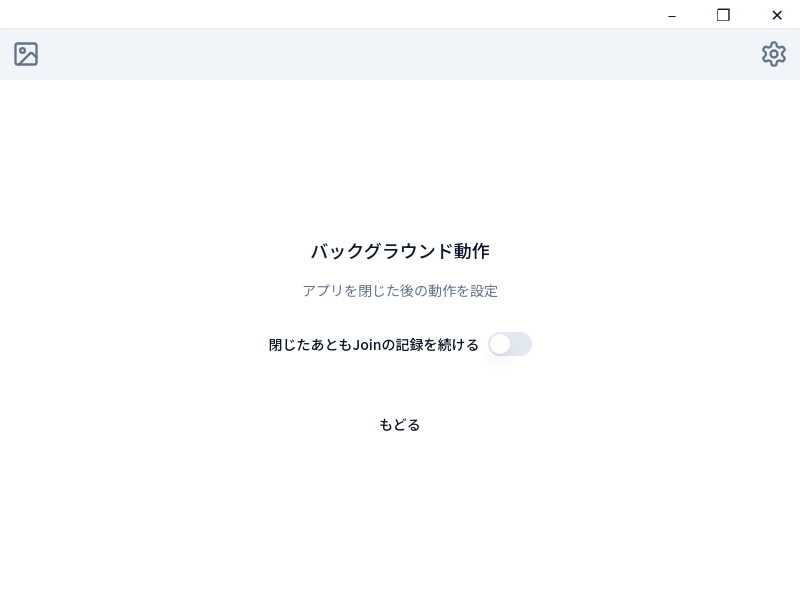 バックグラウンド動作
アプリを閉じた後の動作を設定
閉じたあともJoinの記録を続ける
もどる